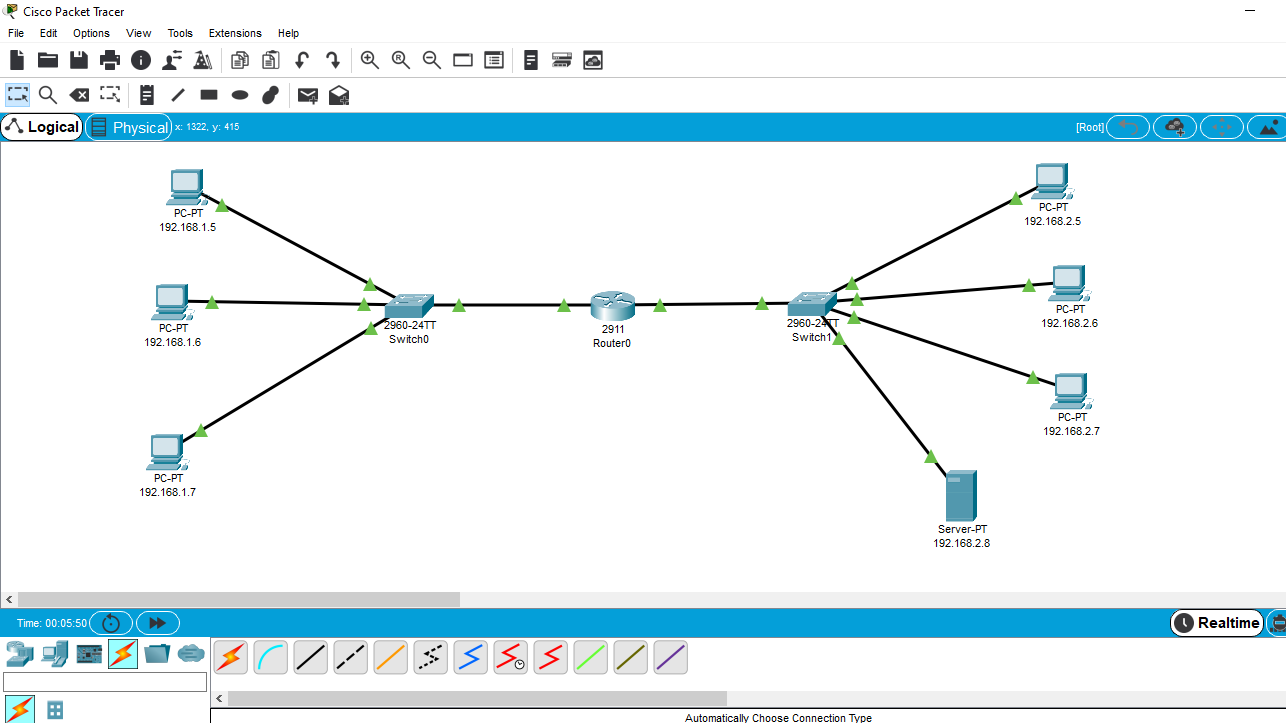 Cisco Packet Tracer
File Edit Options View Tools Extensions Help
Logical Physical x: 1322, y: 415 [Root]
PC-PT
192.168.1.5
PC-PT
192.168.1.6
PC-PT
192.168.1.7
2960-24TT
Switch0
2911
Router0
2960-24TT
Switch1
PC-PT
192.168.2.5
PC-PT
192.168.2.6
PC-PT
192.168.2.7
Server-PT
192.168.2.8
Time: 00:05:50 Realtime
Automatically Choose Connection Type